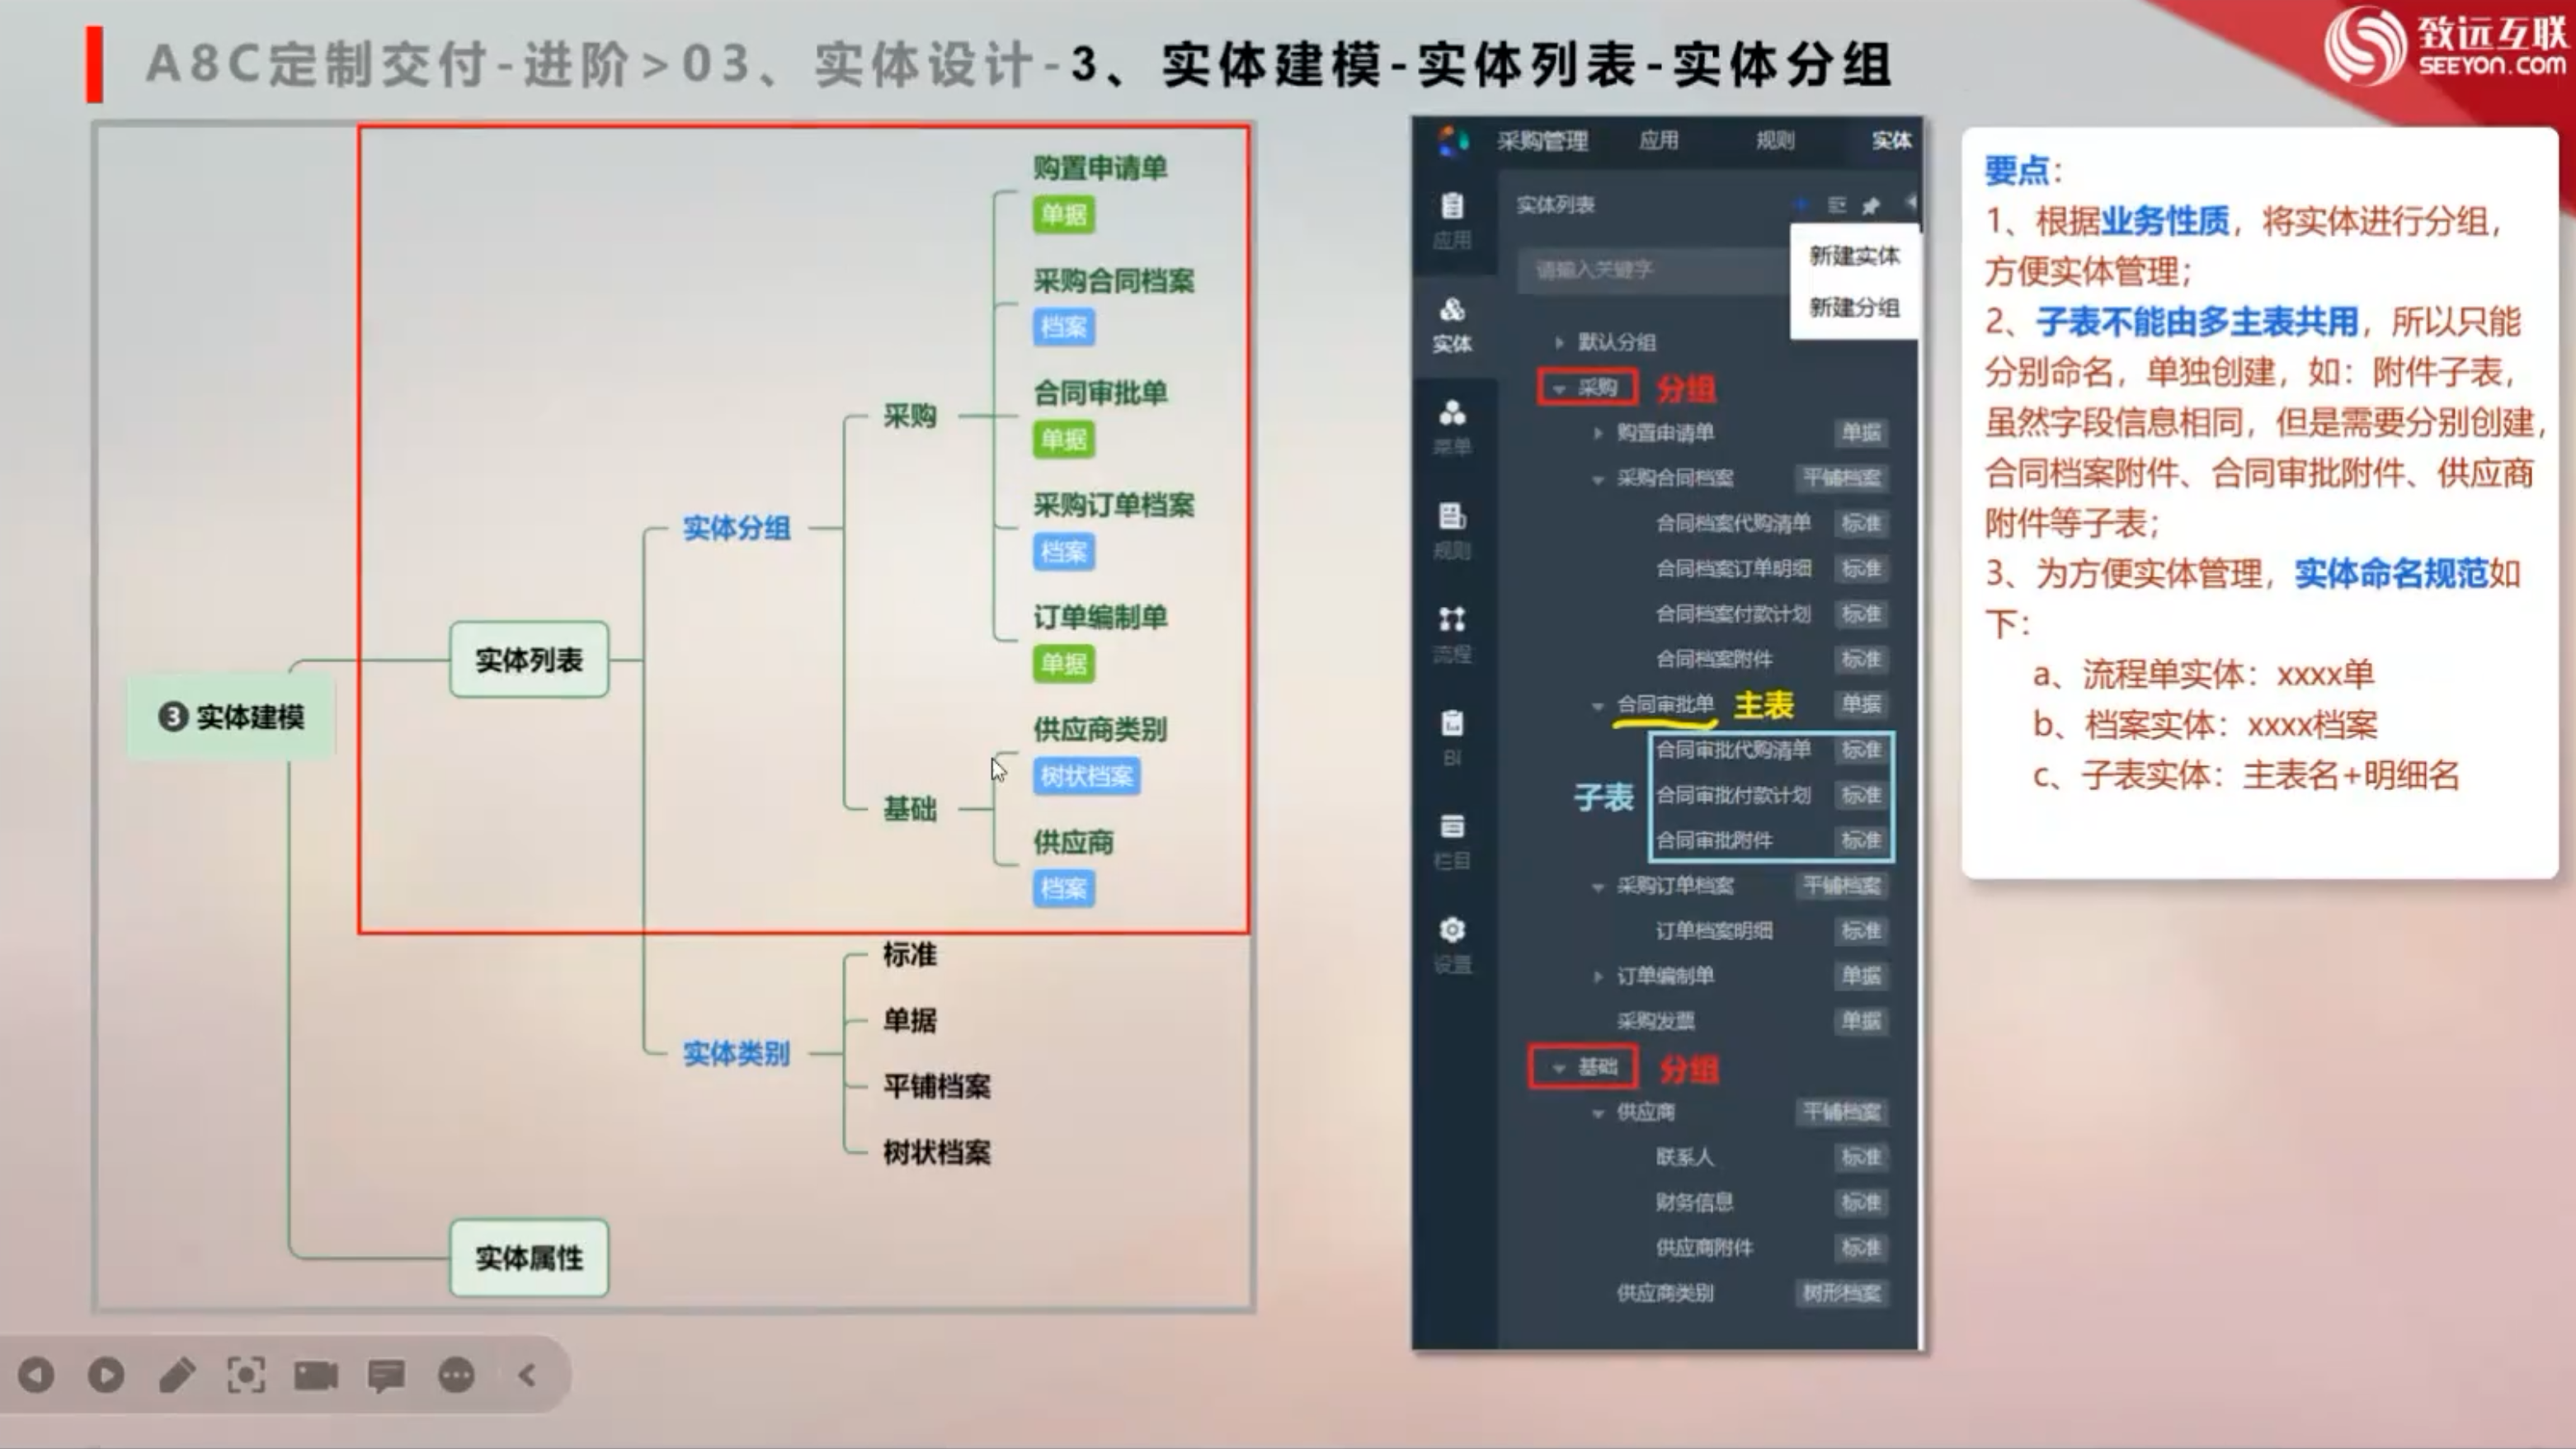 A8C定制交付-进阶>03、实体设计-3、实体建模-实体列表-实体分组
致远互联
SEEYON.COM
3 实体建模
实体列表
实体分组
采购
购置申请单
单据
采购合同档案
档案
合同审批单
单据
采购订单档案
档案
订单编制单
单据
基础
供应商类别
树状档案
供应商
档案
实体类别
标准
单据
平铺档案
树状档案
实体属性
采购管理 应用 规则 实体
应用
实体
菜单
规则
流程
BI
栏目
设置
实体列表
请输入关键字
新建实体
新建分组
默认分组
采购 分组
购置申请单 单据
采购合同档案 平铺档案
合同档案代购清单 标准
合同档案订单明细 标准
合同档案付款计划 标准
合同档案附件 标准
合同审批单 主表 单据
子表
合同审批代购清单 标准
合同审批付款计划 标准
合同审批附件 标准
采购订单档案 平铺档案
订单档案明细 标准
订单编制单 单据
采购发票 单据
基础 分组
供应商 平铺档案
联系人 标准
财务信息 标准
供应商附件 标准
供应商类别 树形档案
要点：
1、根据业务性质，将实体进行分组，
方便实体管理；
2、子表不能由多主表共用，所以只能
分别命名，单独创建，如：附件子表，
虽然字段信息相同，但是需要分别创建，
合同档案附件、合同审批附件、供应商
附件等子表；
3、为方便实体管理，实体命名规范如
下：
a、流程单实体：xxxx单
b、档案实体：xxxx档案
c、子表实体：主表名+明细名